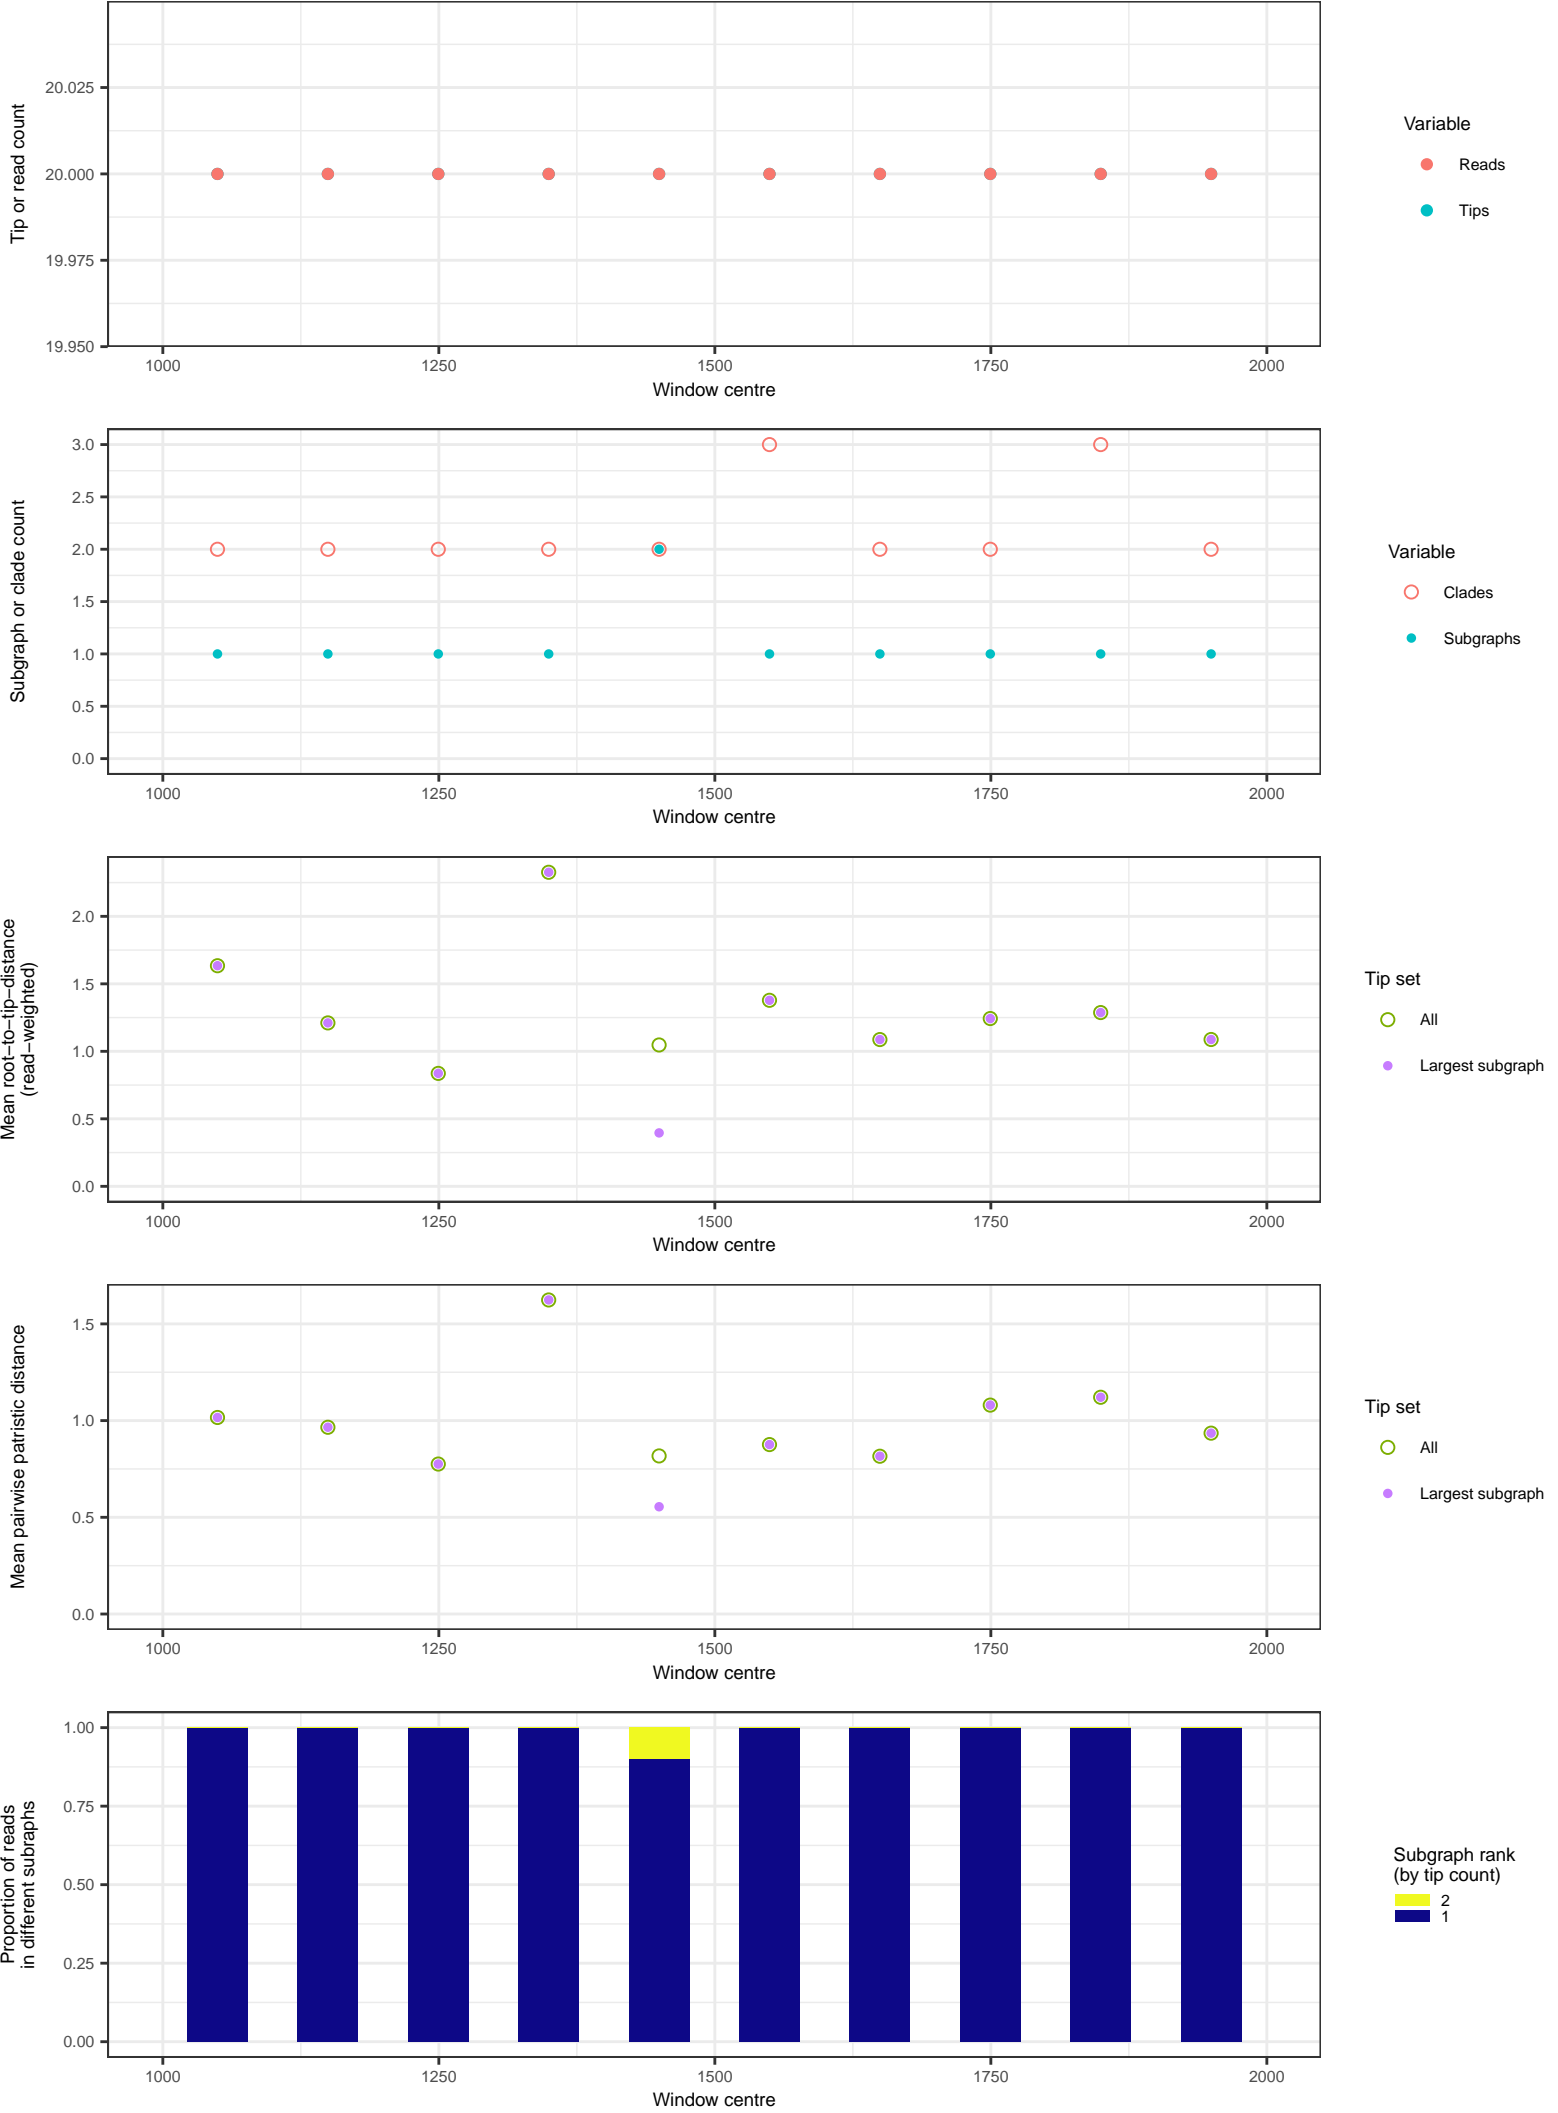 20.025
20.000
19.975
19.950
Tip or read count
1000 1250 1500 1750 2000
Window centre
Variable
Reads
Tips
3.0
2.5
2.0
1.5
1.0
0.5
0.0
Subgraph or clade count
1000 1250 1500 1750 2000
Window centre
Variable
Clades
Subgraphs
2.0
1.5
1.0
0.5
0.0
Mean root−to−tip−distance
(read−weighted)
1000 1250 1500 1750 2000
Window centre
Tip set
All
Largest subgraph
1.5
1.0
0.5
0.0
Mean pairwise patristic distance
1000 1250 1500 1750 2000
Window centre
Tip set
All
Largest subgraph
1.00
0.75
0.50
0.25
0.00
Proportion of reads
in different subraphs
1000 1250 1500 1750 2000
Window centre
Subgraph rank
(by tip count)
2
1